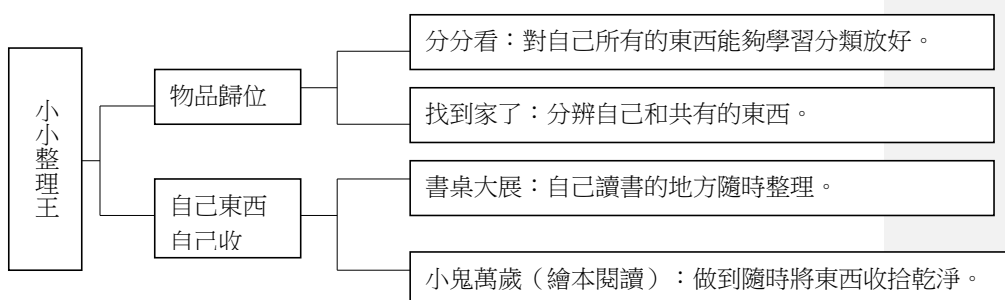 小小整理王
物品歸位
分分看：對自己所有的東西能夠學習分類放好。
找到家了：分辨自己和共有的東西。
自己東西
自己收
書桌大展：自己讀書的地方隨時整理。
小鬼萬歲（繪本閱讀）：做到隨時將東西收拾乾淨。